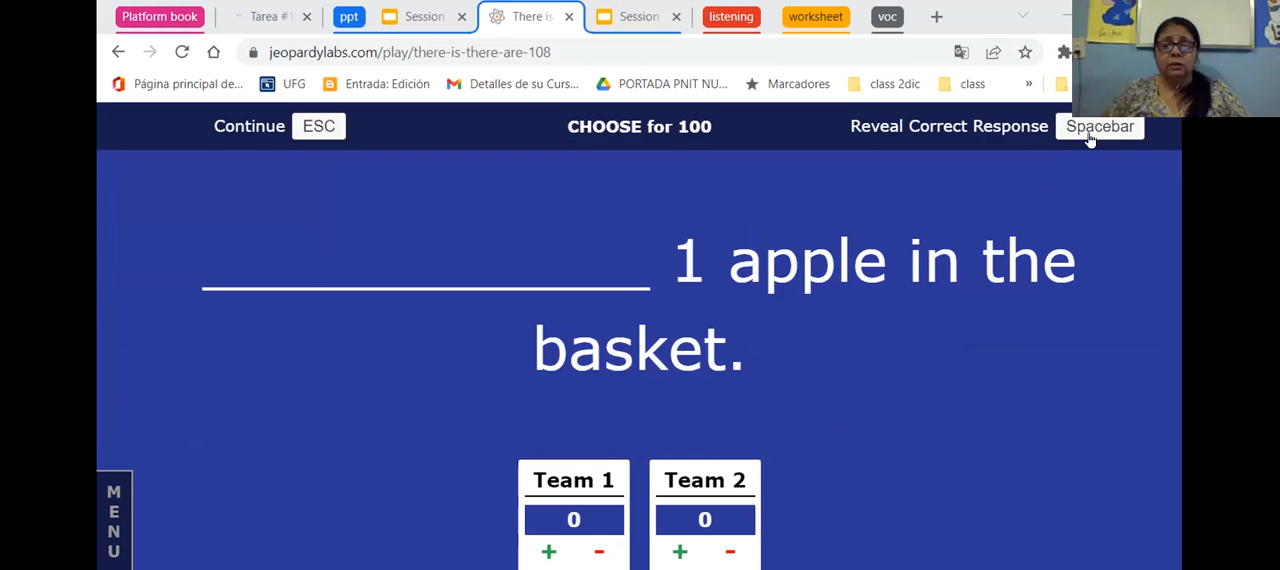 Platform book
Tarea #1
ppt
Session
There is
Session
listening
worksheet
voc
jeopardylabs.com/play/there-is-there-are-108
Página principal de...
UFG
Entrada: Edición
Detalles de su Curs...
PORTADA PNIT NU...
Marcadores
class 2dic
class
»
Continue ESC
CHOOSE for 100
Reveal Correct Response Spacebar
_______________ 1 apple in the
basket.
Team 1
0
+ -
Team 2
0
+ -
MENU